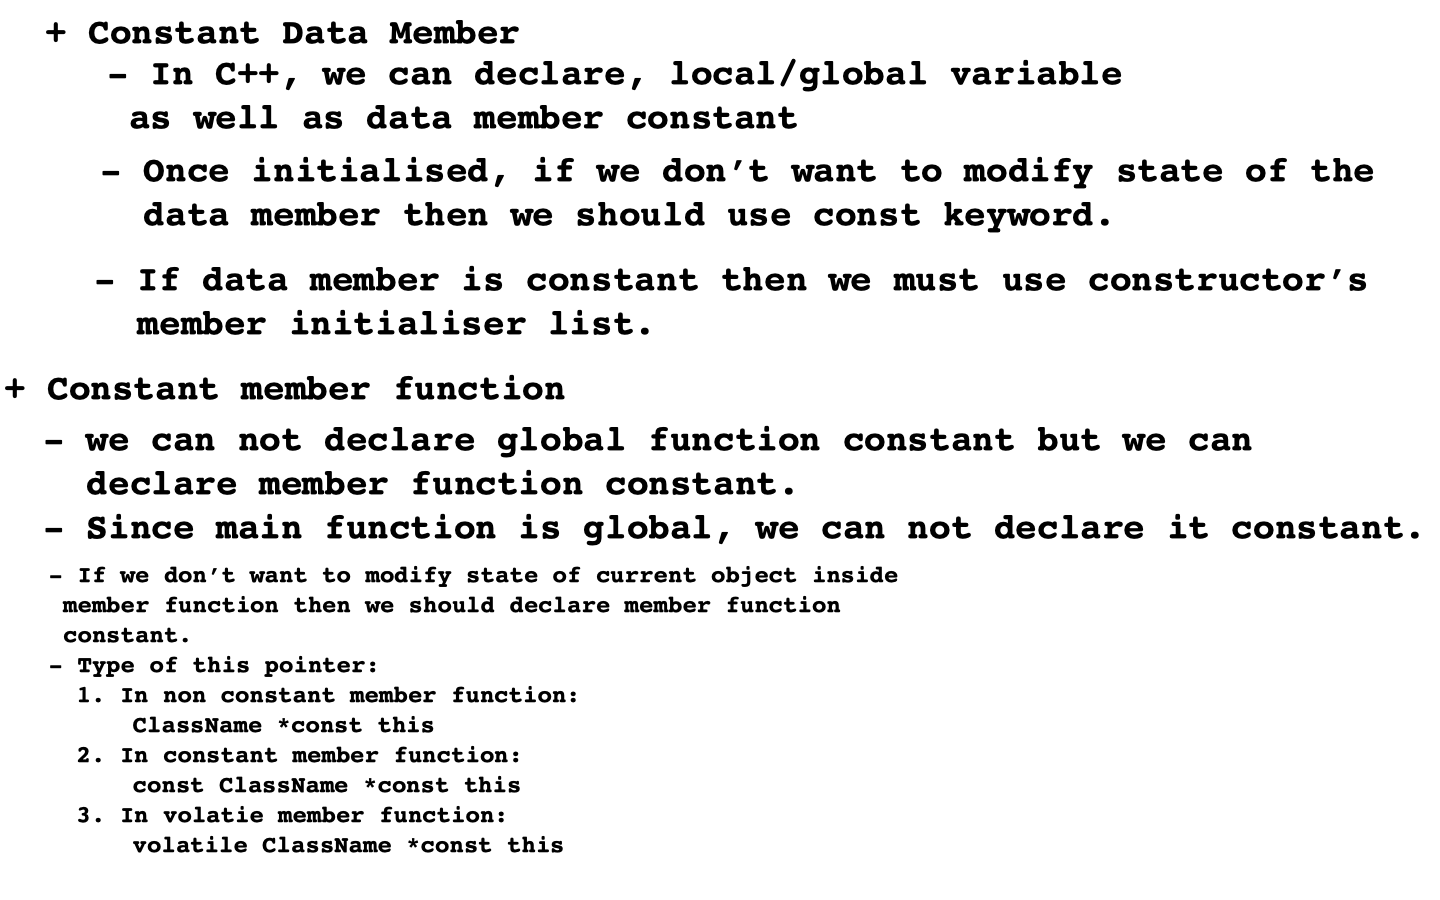 + Constant Data Member
- In C++, we can declare, local/global variable
as well as data member constant
- Once initialised, if we don’t want to modify state of the
data member then we should use const keyword.
- If data member is constant then we must use constructor’s
member initialiser list.
+ Constant member function
- we can not declare global function constant but we can
declare member function constant.
- Since main function is global, we can not declare it constant.
- If we don’t want to modify state of current object inside
member function then we should declare member function
constant.
- Type of this pointer:
1. In non constant member function:
ClassName *const this
2. In constant member function:
const ClassName *const this
3. In volatie member function:
volatile ClassName *const this